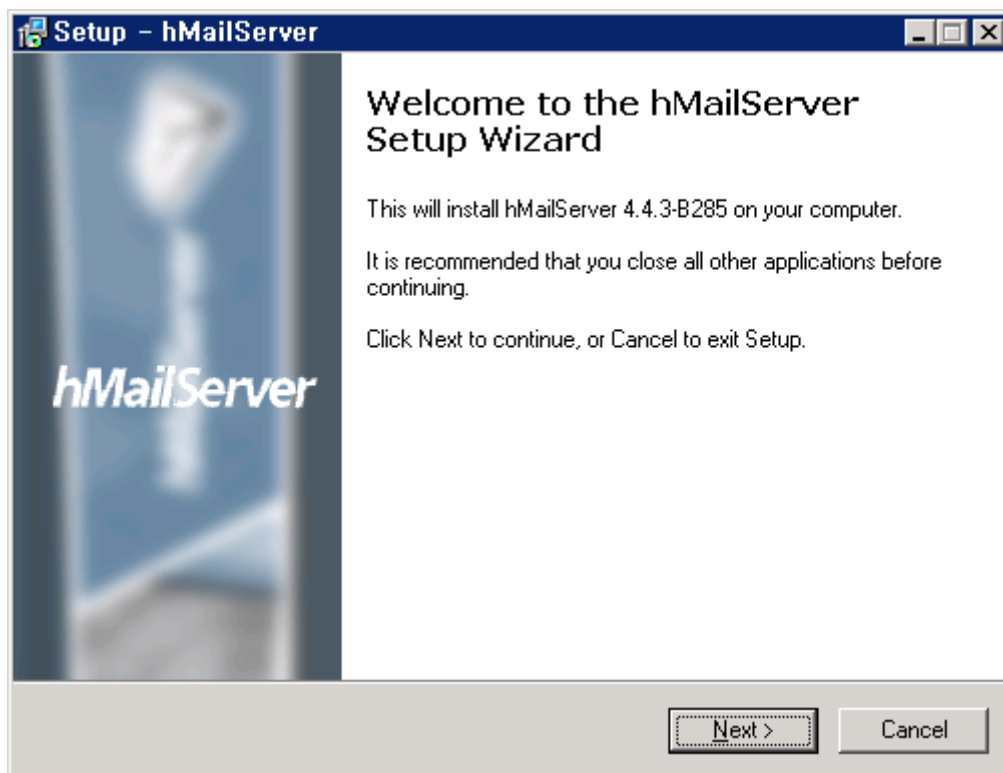 Setup - hMailServer
Welcome to the hMailServer
Setup Wizard
This will install hMailServer 4.4.3-B285 on your computer.
It is recommended that you close all other applications before
continuing.
Click Next to continue, or Cancel to exit Setup.
hMailServer
Next >
Cancel